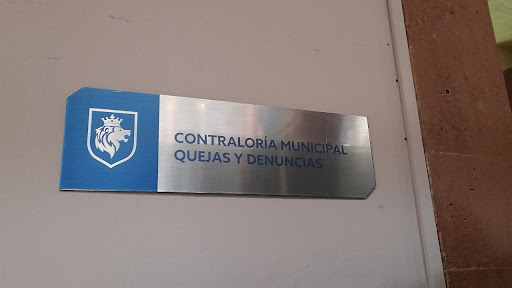 CONTRALORÍA MUNICIPAL
QUEJAS Y DENUNCIAS